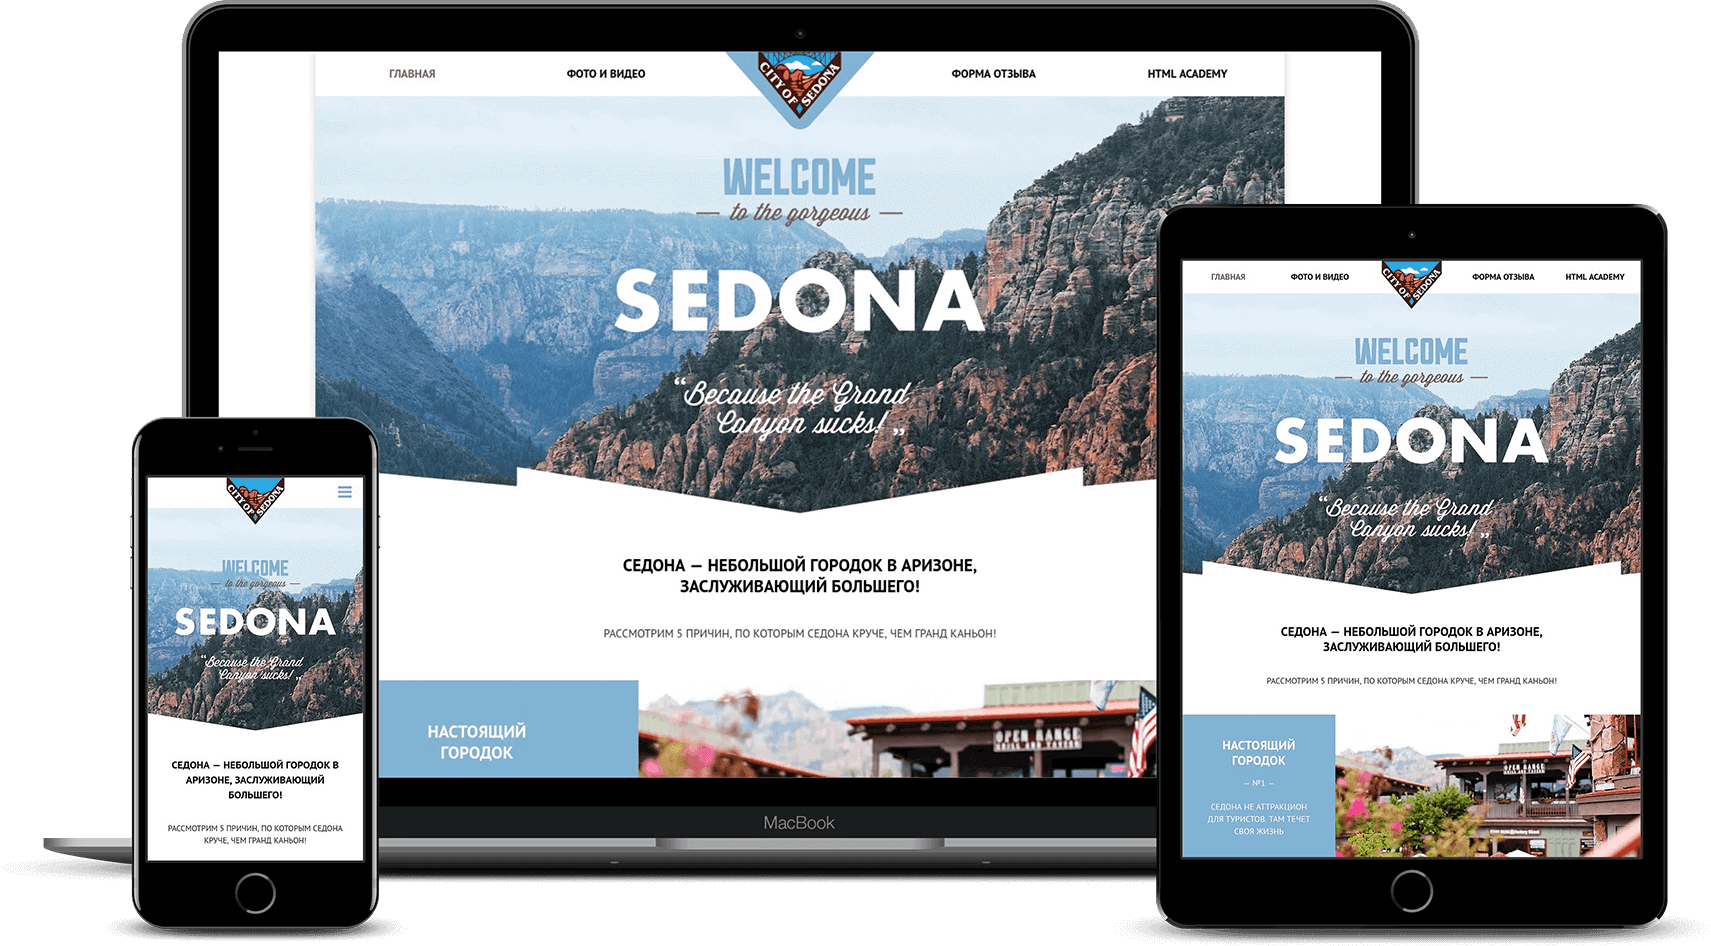 ГЛАВНАЯ
ФОТО И ВИДЕО
CITY OF SEDONA
ФОРМА ОТЗЫВА
HTML ACADEMY
WELCOME
to the gorgeous
SEDONA
“Because the Grand
Canyon sucks!„
СЕДОНА — НЕБОЛЬШОЙ ГОРОДОК В АРИЗОНЕ,
ЗАСЛУЖИВАЮЩИЙ БОЛЬШЕГО!
РАССМОТРИМ 5 ПРИЧИН, ПО КОТОРЫМ СЕДОНА КРУЧЕ, ЧЕМ ГРАНД КАНЬОН!
НАСТОЯЩИЙ
ГОРОДОК
OPEN RANGE
GRILL AND TAVERN
MacBook
CITY OF SEDONA
WELCOME
to the gorgeous
SEDONA
“Because the Grand
Canyon sucks!„
СЕДОНА — НЕБОЛЬШОЙ ГОРОДОК В
АРИЗОНЕ, ЗАСЛУЖИВАЮЩИЙ
БОЛЬШЕГО!
РАССМОТРИМ 5 ПРИЧИН, ПО КОТОРЫМ СЕДОНА
КРУЧЕ, ЧЕМ ГРАНД КАНЬОН!
ГЛАВНАЯ
ФОТО И ВИДЕО
CITY OF SEDONA
ФОРМА ОТЗЫВА
HTML ACADEMY
WELCOME
to the gorgeous
SEDONA
“Because the Grand
Canyon sucks!„
СЕДОНА — НЕБОЛЬШОЙ ГОРОДОК В АРИЗОНЕ,
ЗАСЛУЖИВАЮЩИЙ БОЛЬШЕГО!
РАССМОТРИМ 5 ПРИЧИН, ПО КОТОРЫМ СЕДОНА КРУЧЕ, ЧЕМ ГРАНД КАНЬОН!
НАСТОЯЩИЙ
ГОРОДОК
— №1 —
СЕДОНА НЕ АТТРАКЦИОН
ДЛЯ ТУРИСТОВ. ТАМ ТЕЧЕТ
СВОЯ ЖИЗНЬ
OPEN RANGE
GRILL AND TAVERN